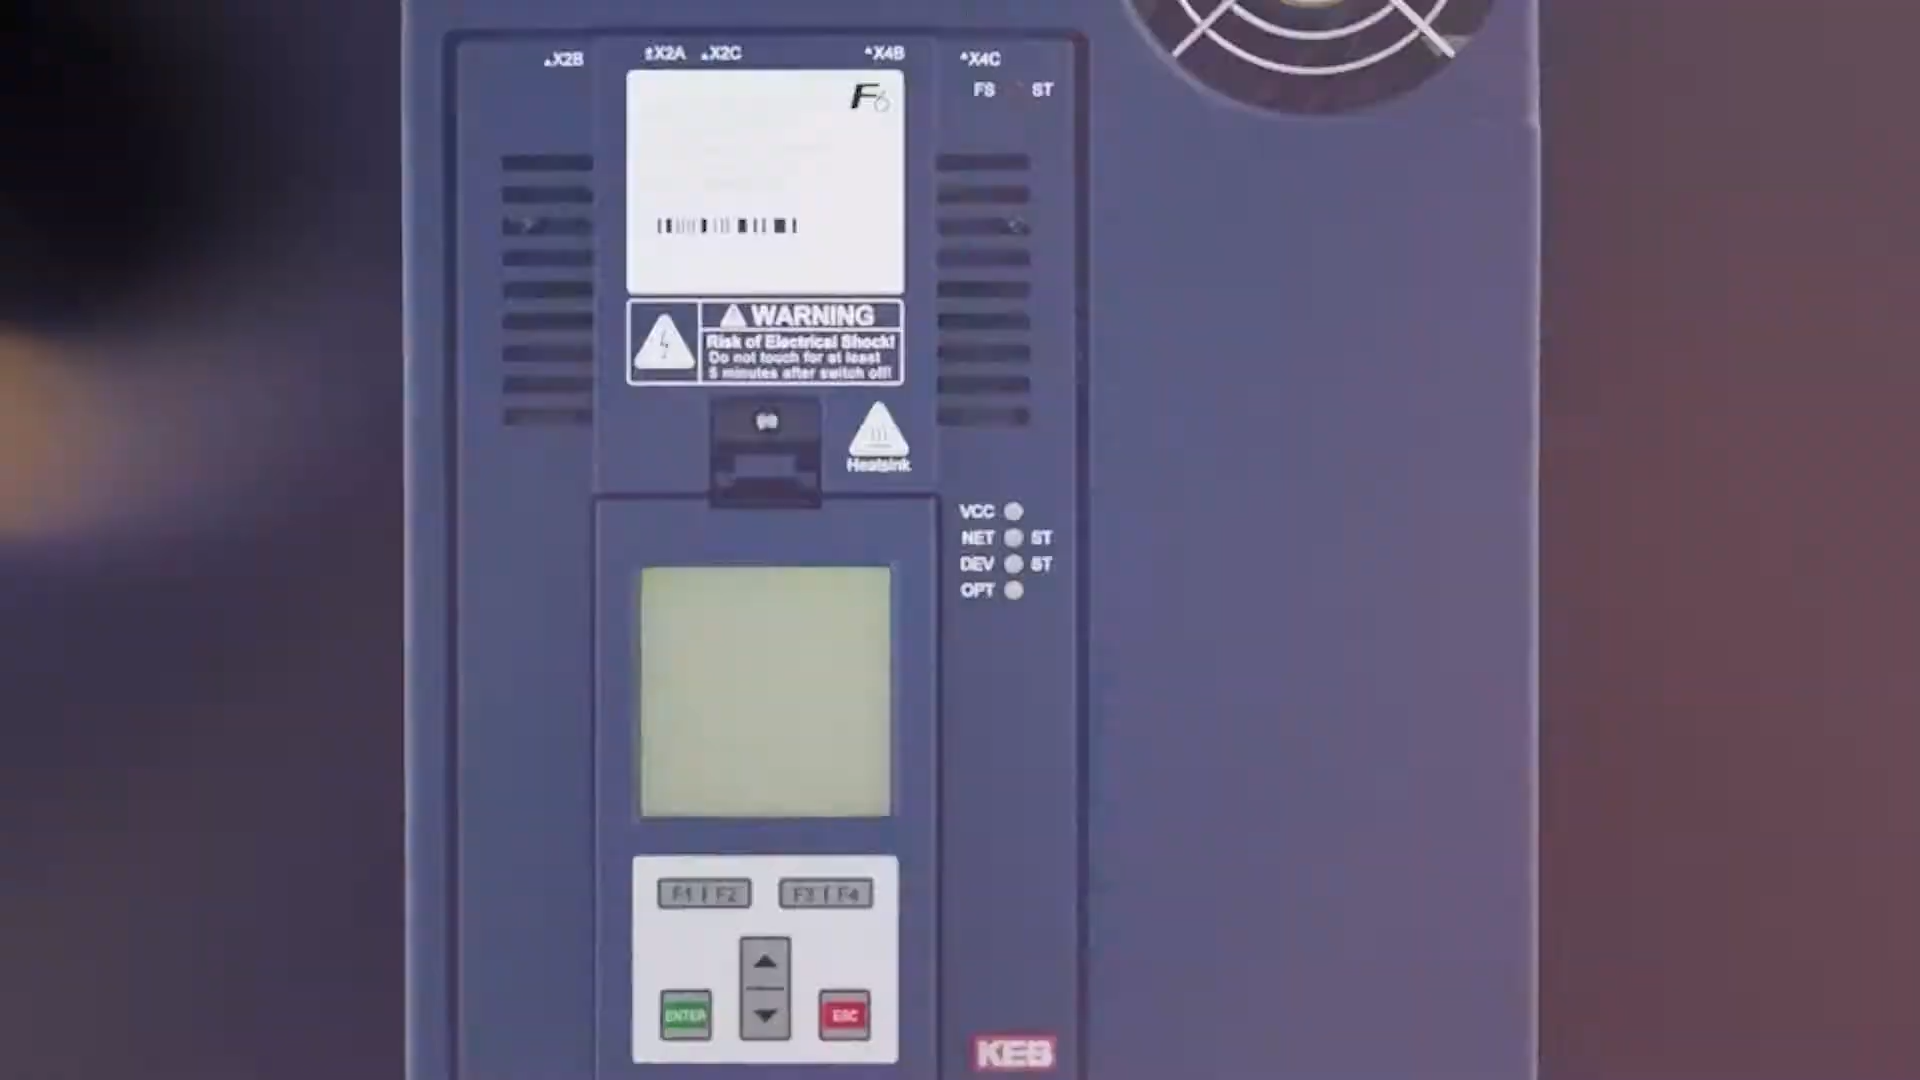 X2B
X2A X2C
X4B
X4C
FS ST
F6
WARNING
Risk of Electrical Shock!
Do not touch for at least
5 minutes after switch off!
Heatsink
VCC
NET ST
DEV ST
OPT
F1 F2
F3 F4
ENTER
ESC
KEB